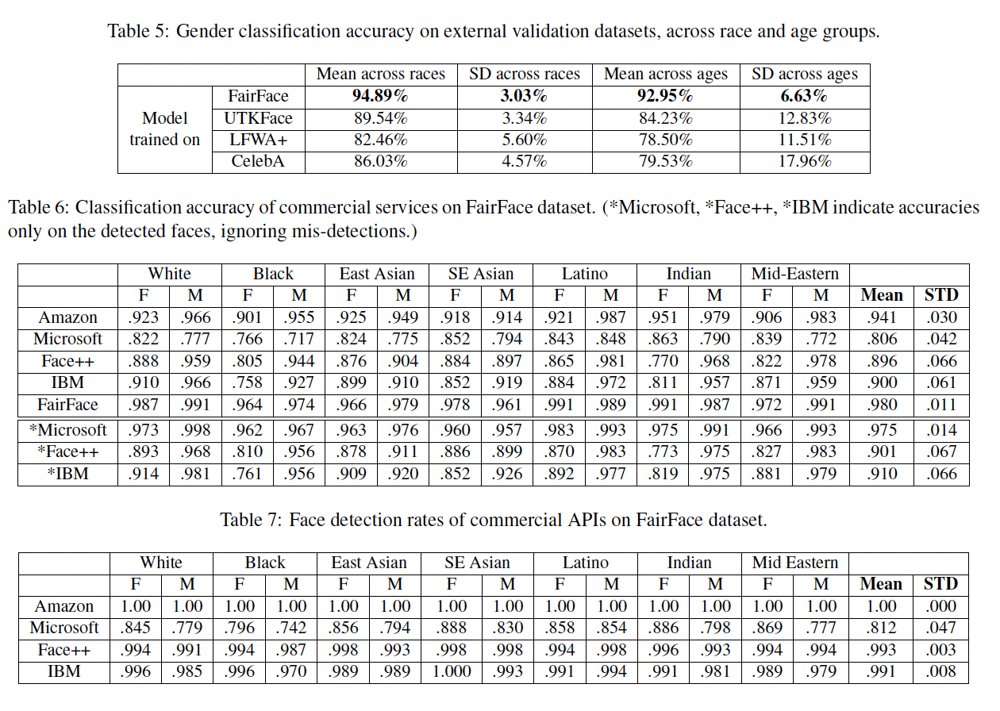 Table 5: Gender classification accuracy on external validation datasets, across race and age groups.
Mean across races SD across races Mean across ages SD across ages
Model trained on
FairFace 94.89% 3.03% 92.95% 6.63%
UTKFace 89.54% 3.34% 84.23% 12.83%
LFWA+ 82.46% 5.60% 78.50% 11.51%
CelebA 86.03% 4.57% 79.53% 17.96%
Table 6: Classification accuracy of commercial services on FairFace dataset. (*Microsoft, *Face++, *IBM indicate accuracies
only on the detected faces, ignoring mis-detections.)
White Black East Asian SE Asian Latino Indian Mid-Eastern
F M F M F M F M F M F M F M Mean STD
Amazon .923 .966 .901 .955 .925 .949 .918 .914 .921 .987 .951 .979 .906 .983 .941 .030
Microsoft .822 .777 .766 .717 .824 .775 .852 .794 .843 .848 .863 .790 .839 .772 .806 .042
Face++ .888 .959 .805 .944 .876 .904 .884 .897 .865 .981 .770 .968 .822 .978 .896 .066
IBM .910 .966 .758 .927 .899 .910 .852 .919 .884 .972 .811 .957 .871 .959 .900 .061
FairFace .987 .991 .964 .974 .966 .979 .978 .961 .991 .989 .991 .987 .972 .991 .980 .011
*Microsoft .973 .998 .962 .967 .963 .976 .960 .957 .983 .993 .975 .991 .966 .993 .975 .014
*Face++ .893 .968 .810 .956 .878 .911 .886 .899 .870 .983 .773 .975 .827 .983 .901 .067
*IBM .914 .981 .761 .956 .909 .920 .852 .926 .892 .977 .819 .975 .881 .979 .910 .066
Table 7: Face detection rates of commercial APIs on FairFace dataset.
White Black East Asian SE Asian Latino Indian Mid Eastern
F M F M F M F M F M F M F M Mean STD
Amazon 1.00 1.00 1.00 1.00 1.00 1.00 1.00 1.00 1.00 1.00 1.00 1.00 1.00 1.00 1.00 .000
Microsoft .845 .779 .796 .742 .856 .794 .888 .830 .858 .854 .886 .798 .869 .777 .812 .047
Face++ .994 .991 .994 .987 .998 .993 .998 .998 .994 .998 .996 .993 .994 .994 .993 .003
IBM .996 .985 .996 .970 .989 .989 1.000 .993 .991 .994 .991 .981 .989 .979 .991 .008